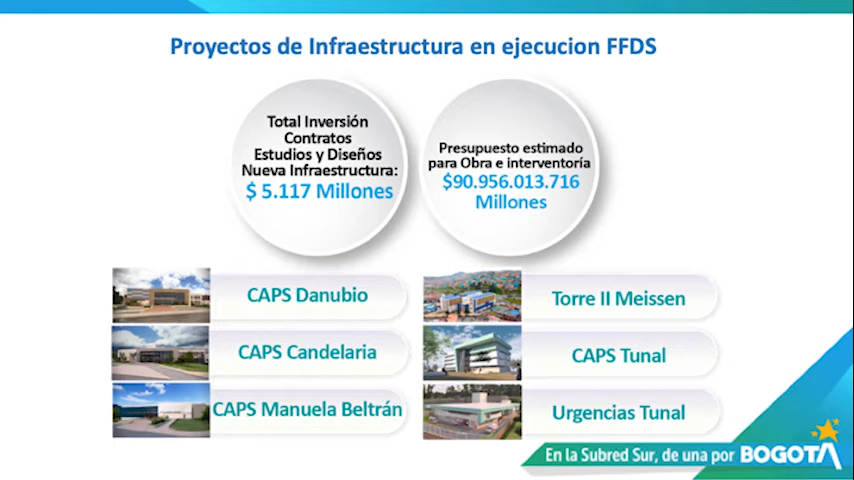 Proyectos de Infraestructura en ejecucion FFDS
Total Inversión
Contratos
Estudios y Diseños
Nueva Infraestructura:
$ 5.117 Millones
Presupuesto estimado
para Obra e interventoría
$90.956.013.716
Millones
CAPS Danubio
Torre II Meissen
CAPS Candelaria
CAPS Tunal
CAPS Manuela Beltrán
Urgencias Tunal
En la Subred Sur, de una por BOGOTA